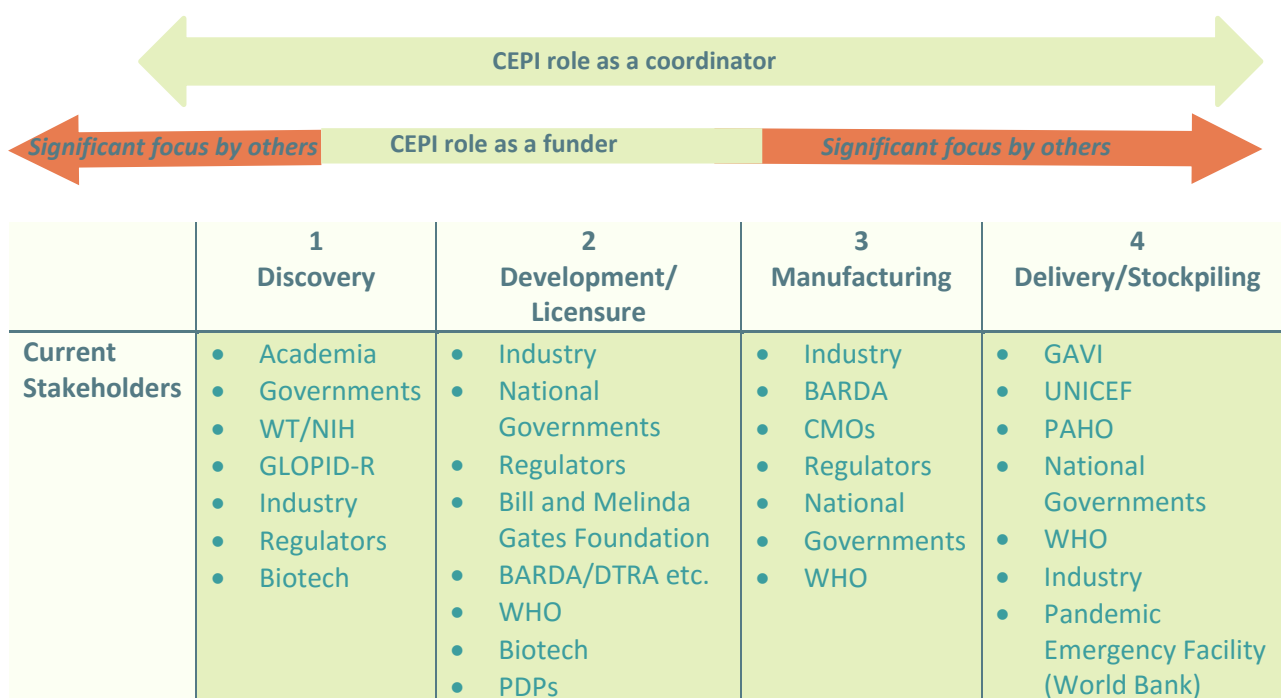 CEPI role as a coordinator
Significant focus by others
CEPI role as a funder
Significant focus by others
1
Discovery
2
Development/
Licensure
3
Manufacturing
4
Delivery/Stockpiling
Current
Stakeholders
• Academia
• Governments
• WT/NIH
• GLOPID-R
• Industry
• Regulators
• Biotech
• Industry
• National
Governments
• Regulators
• Bill and Melinda
Gates Foundation
• BARDA/DTRA etc.
• WHO
• Biotech
• PDPs
• Industry
• BARDA
• CMOs
• Regulators
• National
• Governments
• WHO
• GAVI
• UNICEF
• PAHO
• National
Governments
• WHO
• Industry
• Pandemic
Emergency Facility
(World Bank)